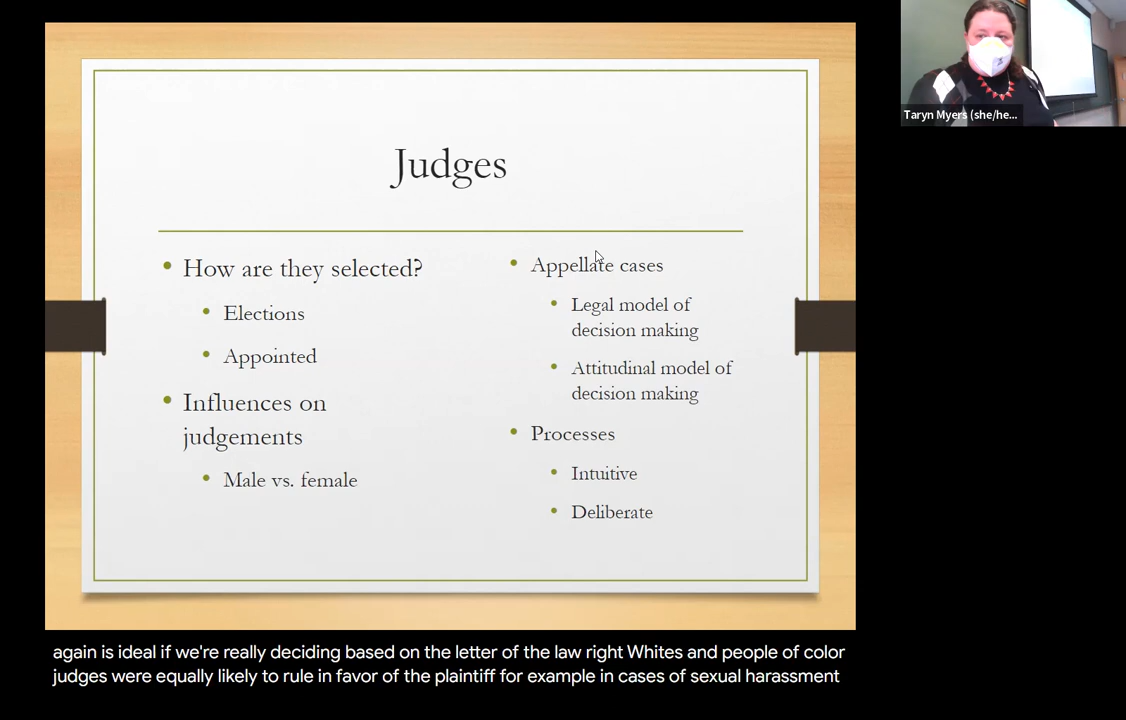 Judges
How are they selected?
Elections
Appointed
Influences on
judgements
Male vs. female
Appellate cases
Legal model of
decision making
Attitudinal model of
decision making
Processes
Intuitive
Deliberate
Taryn Myers (she/he...
again is ideal if we're really deciding based on the letter of the law right Whites and people of color
judges were equally likely to rule in favor of the plaintiff for example in cases of sexual harassment